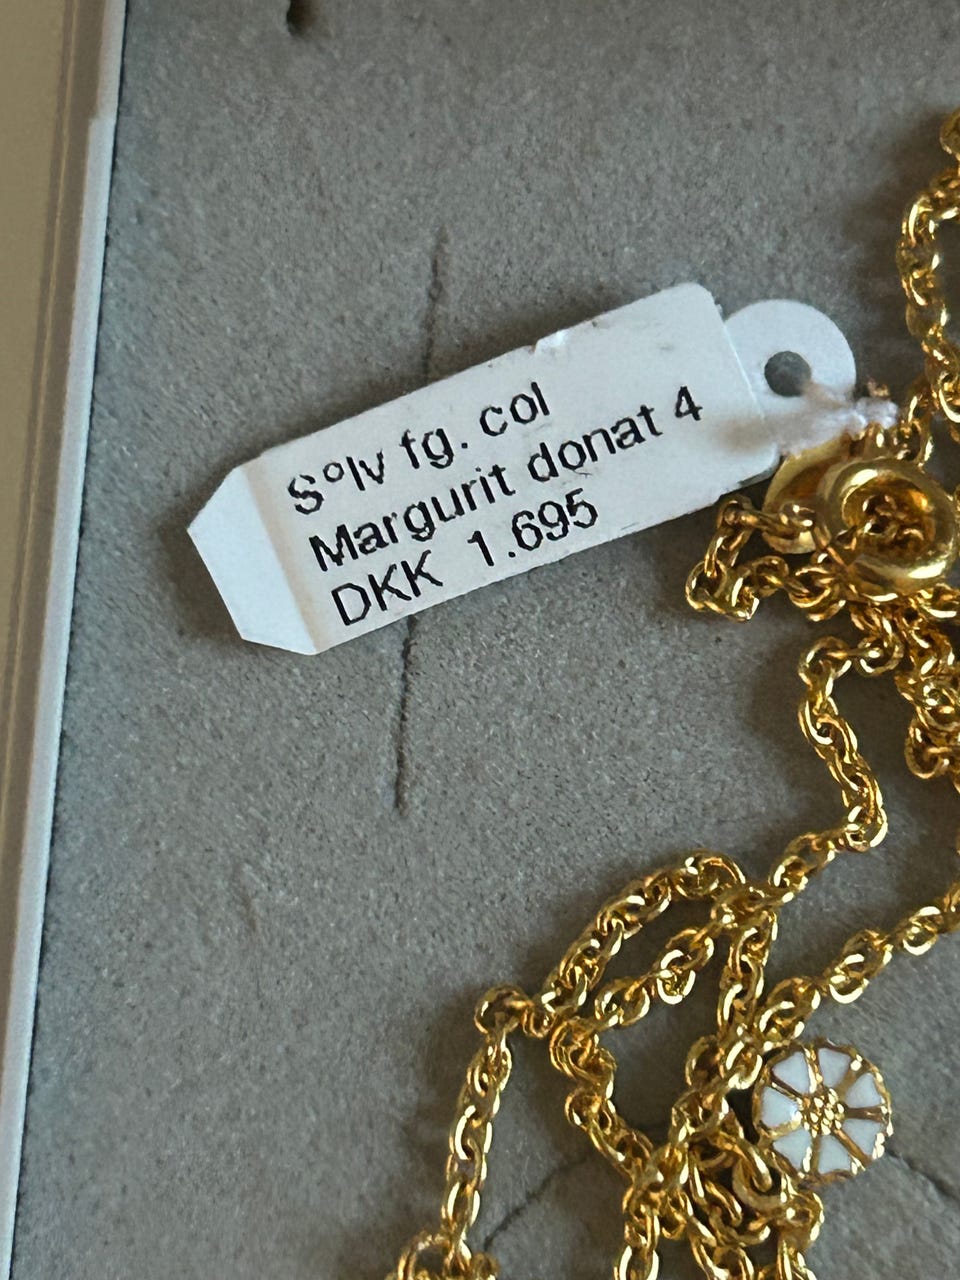 S°lv fg. col
Margurit donat 4
DKK 1.695